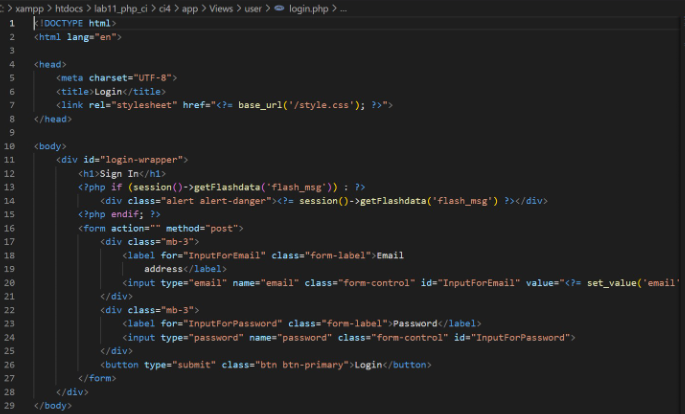 C: > xampp > htdocs > lab11_php_ci > ci4 > app > Views > user > login.php > ...
1 <!DOCTYPE html>
2 <html lang="en">
3
4 <head>
5 <meta charset="UTF-8">
6 <title>Login</title>
7 <link rel="stylesheet" href="<?= base_url('/style.css'); ?>">
8 </head>
9
10 <body>
11 <div id="login-wrapper">
12 <h1>Sign In</h1>
13 <?php if (session()->getFlashdata('flash_msg')) : ?>
14 <div class="alert alert-danger"><?= session()->getFlashdata('flash_msg') ?></div>
15 <?php endif; ?>
16 <form action="" method="post">
17 <div class="mb-3">
18 <label for="InputForEmail" class="form-label">Email
19 address</label>
20 <input type="email" name="email" class="form-control" id="InputForEmail" value="<?= set_value('email'
21 </div>
22 <div class="mb-3">
23 <label for="InputForPassword" class="form-label">Password</label>
24 <input type="password" name="password" class="form-control" id="InputForPassword">
25 </div>
26 <button type="submit" class="btn btn-primary">Login</button>
27 </form>
28 </div>
29 </body>